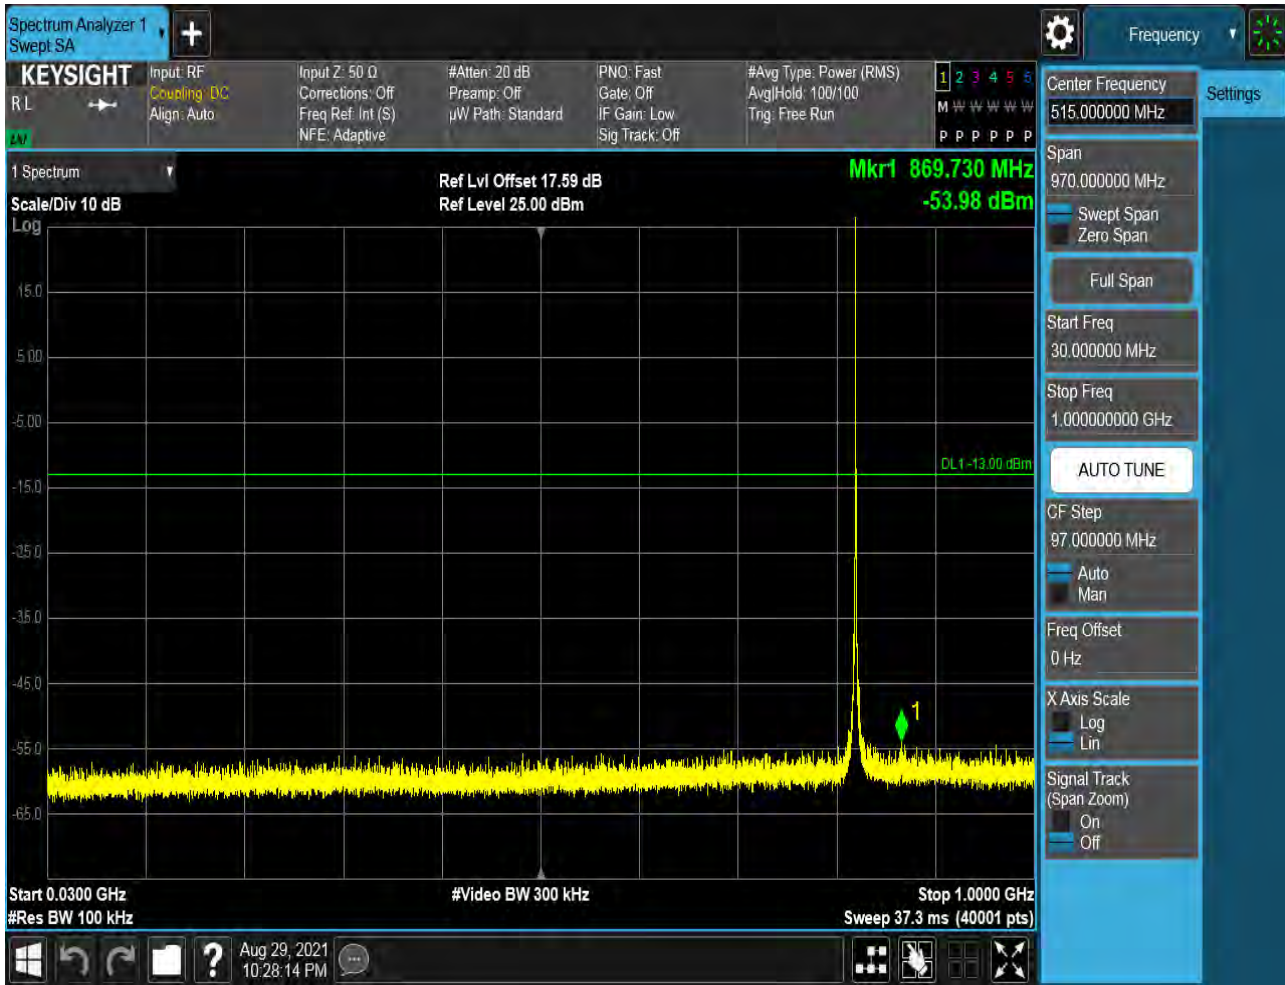 Spectrum Analyzer 1
Swept SA
Frequency
KEYSIGHT
R L
LXI
Input: RF
Coupling: DC
Align: Auto
Input Z: 50 Ω
Corrections: Off
Freq Ref: Int (S)
NFE: Adaptive
#Atten: 20 dB
Preamp: Off
µW Path: Standard
PNO: Fast
Gate: Off
IF Gain: Low
Sig Track: Off
#Avg Type: Power (RMS)
Avg|Hold: 100/100
Trig: Free Run
1 2 3 4 5 6
M W W W W W
P P P P P P
1 Spectrum
Scale/Div 10 dB
Log
Ref Lvl Offset 17.59 dB
Ref Level 25.00 dBm
Mkr1 869.730 MHz
-53.98 dBm
15.0
5.00
-5.00
-15.0
-25.0
-35.0
-45.0
-55.0
-65.0
DL1 -13.00 dBm
1
Start 0.0300 GHz
#Video BW 300 kHz
Stop 1.0000 GHz
#Res BW 100 kHz
Sweep 37.3 ms (40001 pts)
Aug 29, 2021
10:28:14 PM
Center Frequency
515.000000 MHz
Settings
Span
970.000000 MHz
Swept Span
Zero Span
Full Span
Start Freq
30.000000 MHz
Stop Freq
1.000000000 GHz
AUTO TUNE
CF Step
97.000000 MHz
Auto
Man
Freq Offset
0 Hz
X Axis Scale
Log
Lin
Signal Track
(Span Zoom)
On
Off